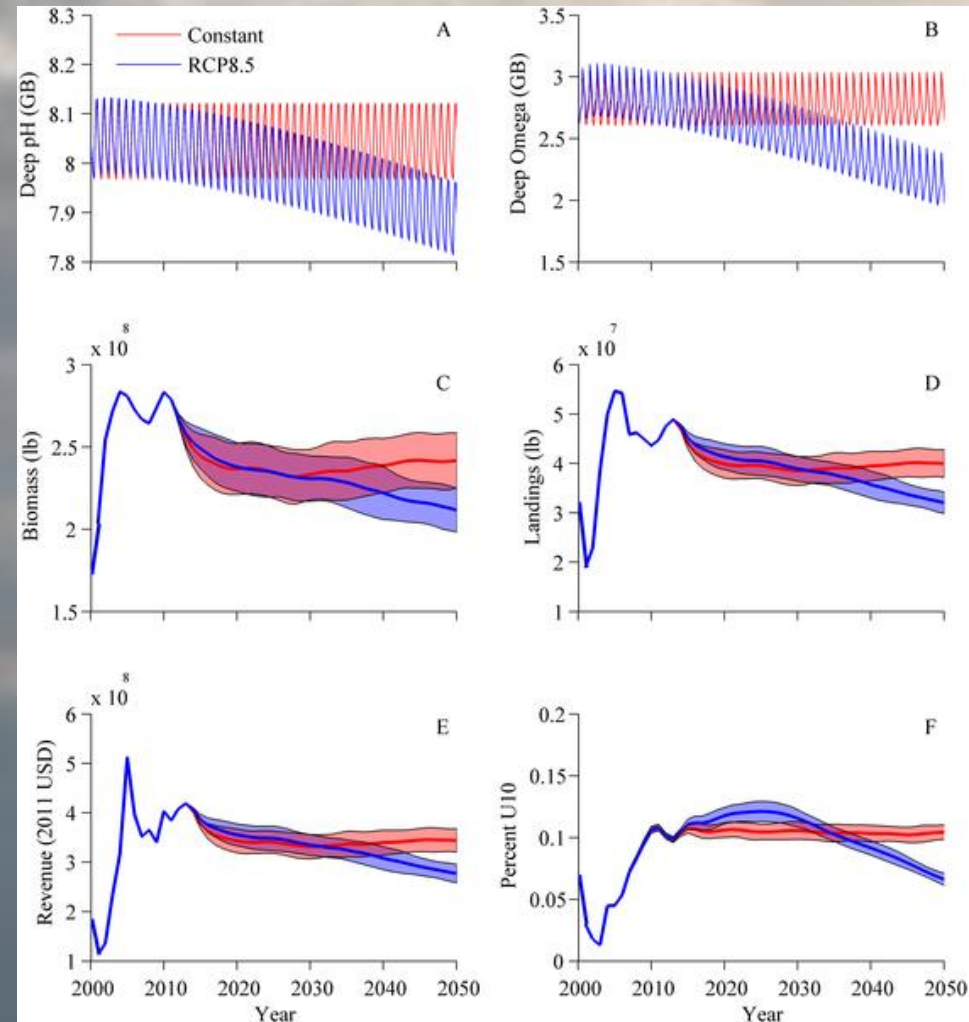 A
Constant
RCP8.5
Deep pH (GB)
8.3
8.2
8.1
8
7.9
7.8
2000 2010 2020 2030 2040 2050
B
Deep Omega (GB)
3.5
3
2.5
2
1.5
2000 2010 2020 2030 2040 2050
x 10^8
C
Biomass (lb)
3
2.5
2
1.5
2000 2010 2020 2030 2040 2050
x 10^7
D
Landings (lb)
6
5
4
3
2
1
2000 2010 2020 2030 2040 2050
x 10^8
E
Revenue (2011 USD)
6
5
4
3
2
1
2000 2010 2020 2030 2040 2050
Year
F
Percent U10
0.2
0.15
0.1
0.05
0
2000 2010 2020 2030 2040 2050
Year